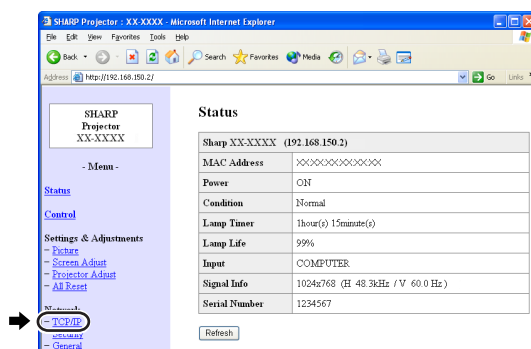 SHARP Projector : XX-XXXX - Microsoft Internet Explorer
File Edit View Favorites Tools Help
Back Search Favorites Media
Address http://192.168.150.2/ Go Links
SHARP
Projector
XX-XXXX
- Menu -
Status
Control
Settings & Adjustments
- Picture
- Screen Adjust
- Projector Adjust
- All Reset
Network
- TCP/IP
- Security
- General
Status
Sharp XX-XXXX (192.168.150.2)
MAC Address XXXXXXXXXXXX
Power ON
Condition Normal
Lamp Timer 1hour(s) 15minute(s)
Lamp Life 99%
Input COMPUTER
Signal Info 1024x768 (H 48.3kHz / V 60.0 Hz)
Serial Number 1234567
Refresh